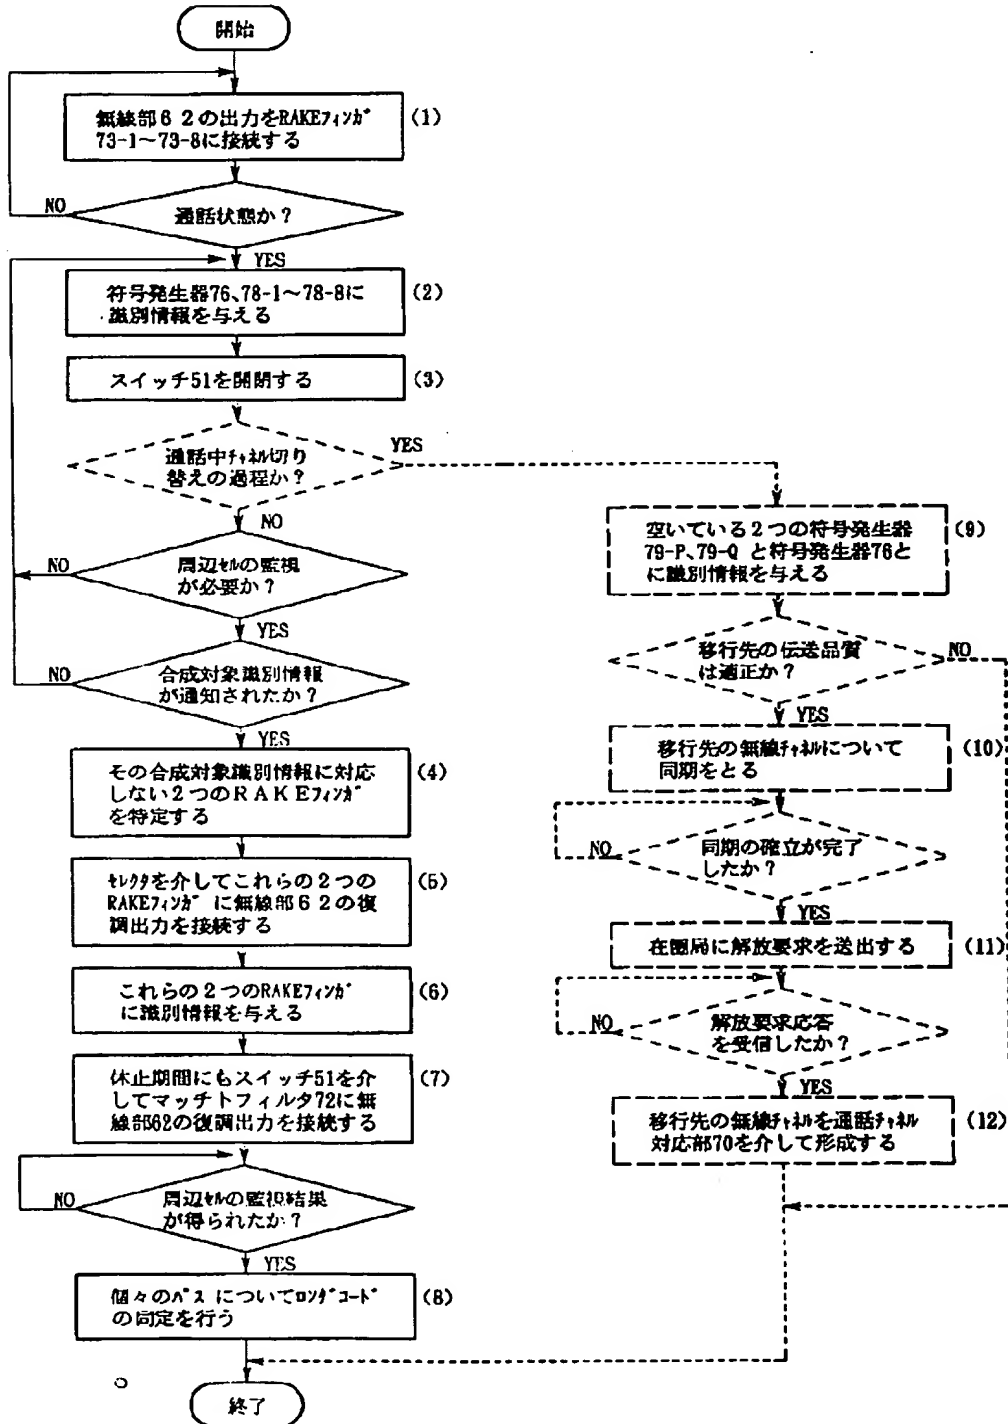 開始
無線部６２の出力をRAKEﾌｨﾝｶﾞ
73-1～73-8に接続する
(1)
通話状態か？
NO
YES
符号発生器76、78-1～78-8に
識別情報を与える
(2)
スイッチ51を開閉する
(3)
通話中ﾁｬﾈﾙ切り
替えの過程か？
YES
NO
周辺ｾﾙの監視
が必要か？
NO
YES
合成対象識別情報
が通知されたか？
NO
YES
その合成対象識別情報に対応
しない２つのＲＡＫＥﾌｨﾝｶﾞ
を特定する
(4)
ｾﾚｸﾀを介してこれらの２つの
RAKEﾌｨﾝｶﾞ に無線部６２の復
調出力を接続する
(5)
これらの２つのRAKEﾌｨﾝｶﾞ
に識別情報を与える
(6)
休止期間にもスイッチ51を介
してマッチトフィルタ72に無
線部62の復調出力を接続する
(7)
周辺ｾﾙの監視結果
が得られたか？
NO
YES
個々のﾊﾟｽ についてﾛﾝｸﾞｺｰﾄﾞ
の同定を行う
(8)
終了
空いている２つの符号発生器
79-P、79-Q と符号発生器76と
に識別情報を与える
(9)
移行先の伝送品質
は適正か？
NO
YES
移行先の無線ﾁｬﾈﾙについて
同期をとる
(10)
同期の確立が完了
したか？
NO
YES
在圏局に解放要求を送出する
(11)
解放要求応答
を受信したか？
NO
YES
移行先の無線ﾁｬﾈﾙを通話ﾁｬﾈﾙ
対応部70を介して形成する
(12)